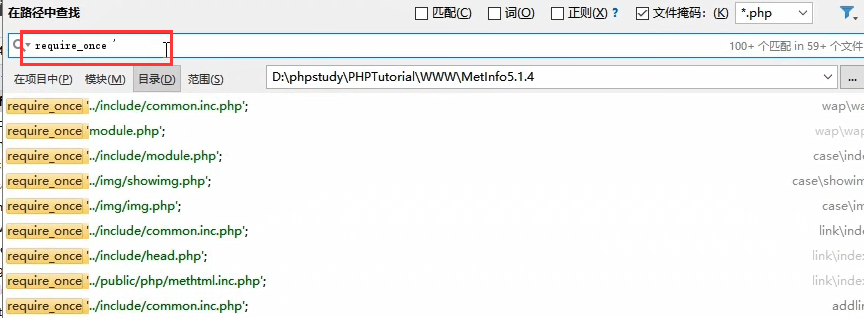 在路径中查找 匹配(C) 词(O) 正则(X) ? 文件掩码:(K) *.php
require_once ' 100+ 个匹配 in 59+ 个文件
在项目中(P) 模块(M) 目录(D) 范围(S) D:\phpstudy\PHPTutorial\WWW\MetInfo5.1.4 ...
require_once '../include/common.inc.php'; wap\wa
require_once 'module.php'; wap\wap
require_once '../include/module.php'; case\inde
require_once '../img/showimg.php'; case\showim
require_once '../img/img.php'; case\im
require_once '../include/common.inc.php'; link\inde
require_once '../include/head.php'; link\inde
require_once '../public/php/methtml.inc.php'; link\inde
require_once '../include/common.inc.php'; addlin